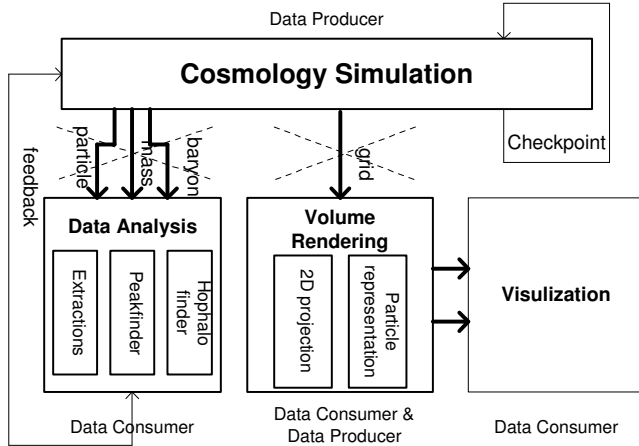 Data Producer
Cosmology Simulation
Checkpoint
feedback
particle
mass
baryon
grid
Data Analysis
Extractions
Peakfinder
Hophalo
finder
Volume
Rendering
2D projection
Particle
representation
Visulization
Data Consumer
Data Consumer &
Data Producer
Data Consumer